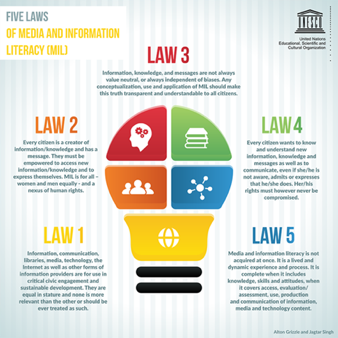 FIVE LAWS
OF MEDIA AND INFORMATION
LITERACY (MIL)
United Nations
Educational, Scientific and
Cultural Organization
LAW 3
Information, knowledge, and messages are not always
value neutral, or always independent of biases. Any
conceptualization, use and application of MIL should make
this truth transparent and understandable to all citizens.
LAW 2
Every citizen is a creator of
information/knowledge and has a
message. They must be
empowered to access new
information/knowledge and to
express themselves. MIL is for all –
women and men equally - and a
nexus of human rights.
LAW 4
Every citizen wants to know
and understand new
information, knowledge and
messages as well as to
communicate, even if she/he is
not aware, admits or expresses
that he/she does. Her/his
rights must however never be
compromised.
LAW 1
Information, communication,
libraries, media, technology, the
Internet as well as other forms of
information providers are for use in
critical civic engagement and
sustainable development. They are
equal in stature and none is more
relevant than the other or should be
ever treated as such.
LAW 5
Media and information literacy is not
acquired at once. It is a lived and
dynamic experience and process. It is
complete when it includes
knowledge, skills and attitudes, when
it covers access, evaluation/
assessment, use, production and
communication of information,
media and technology content.
Alton Grizzle and Jagtar Singh